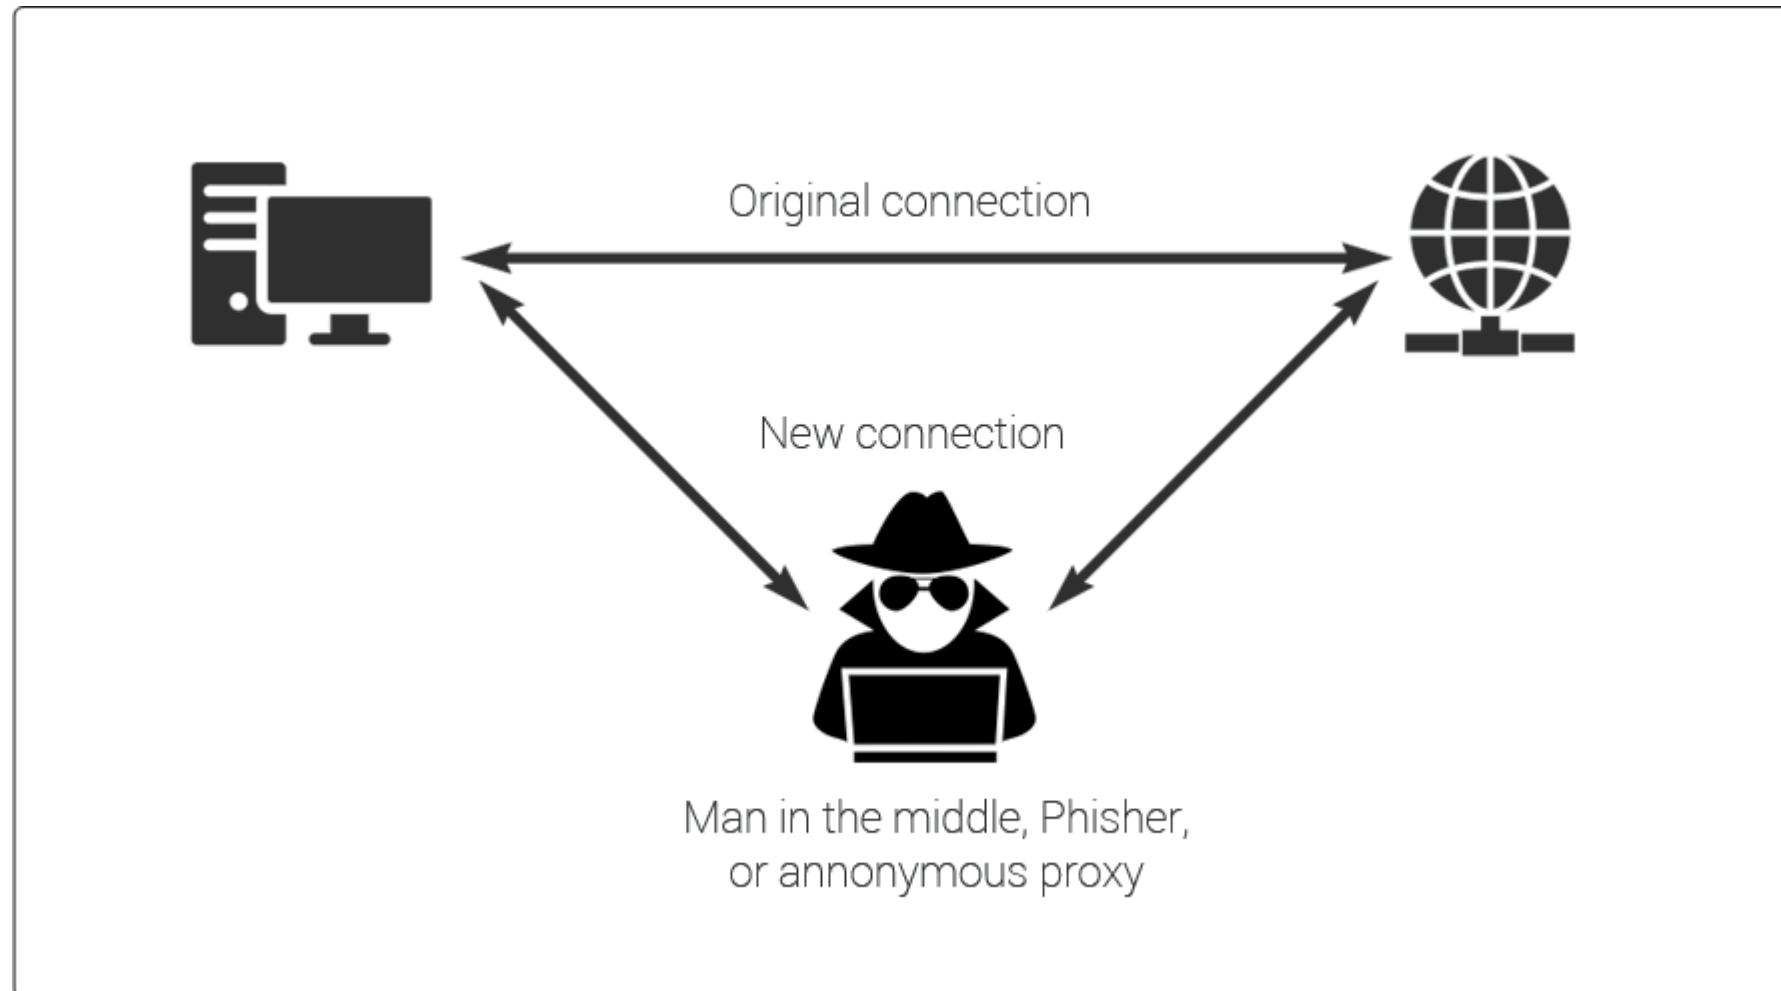 Original connection
New connection
Man in the middle, Phisher,
or annonymous proxy